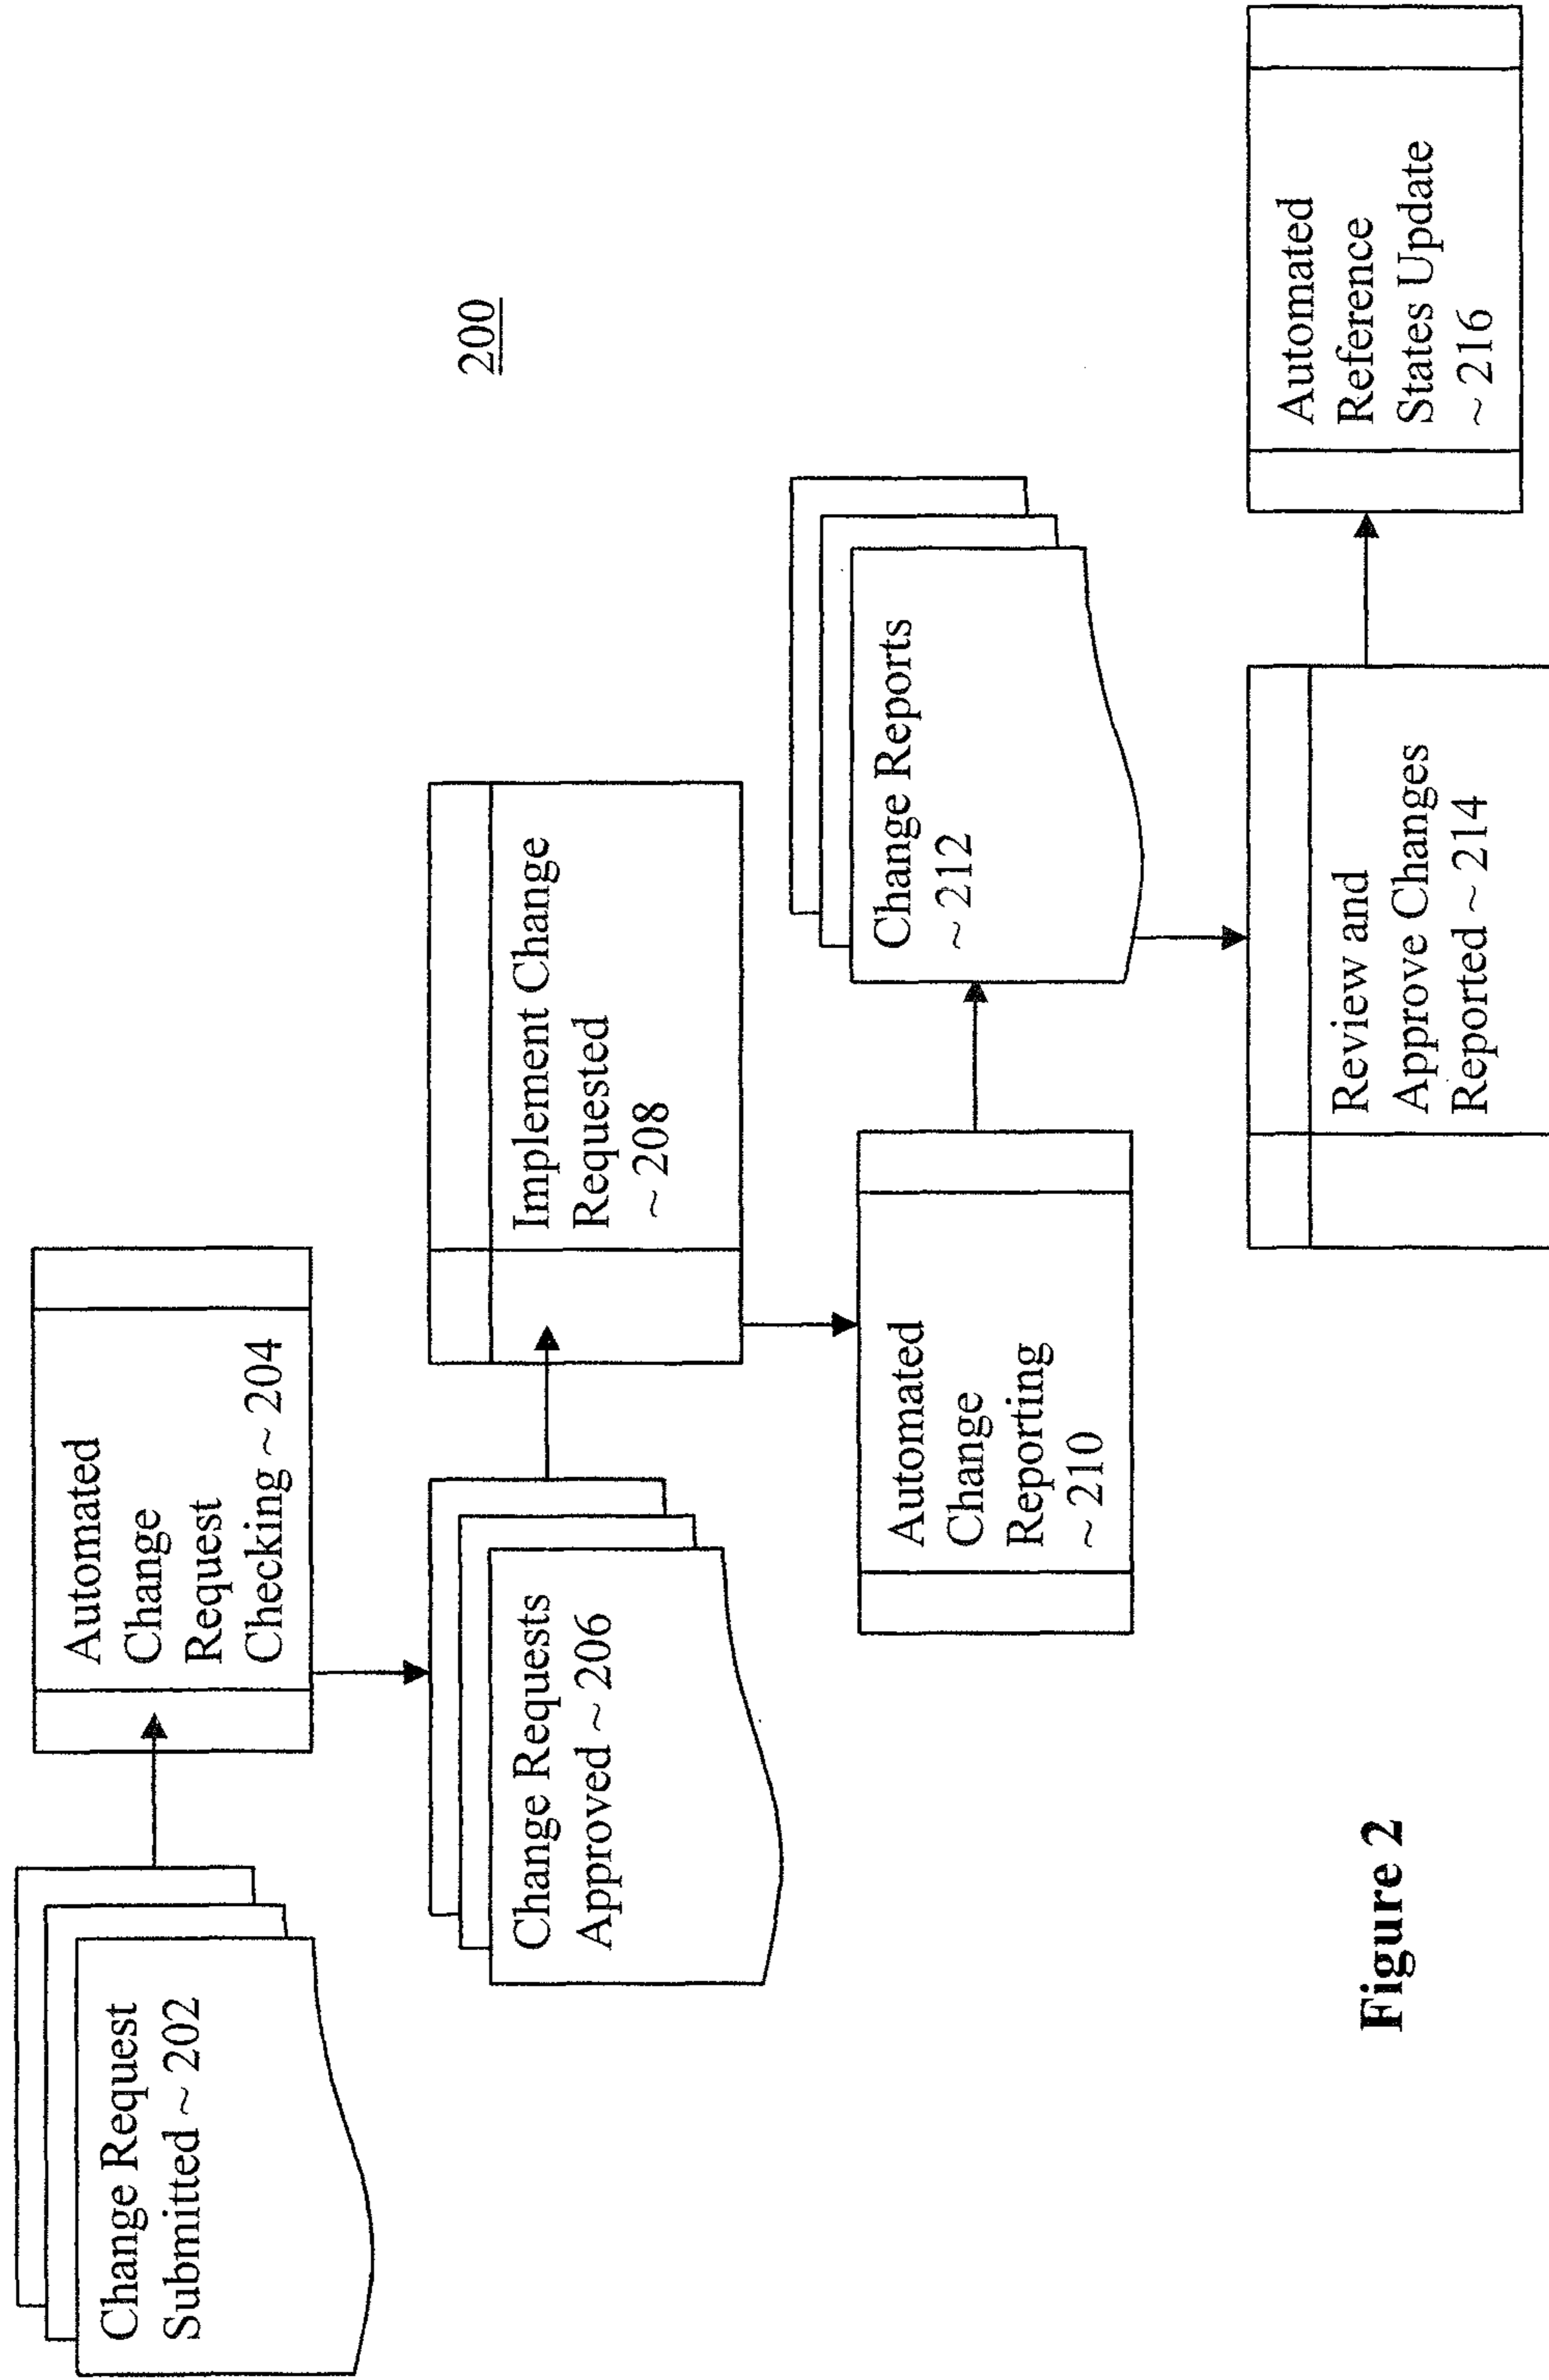 200
Change Request
Submitted ~ 202
Automated
Change
Request
Checking ~ 204
Change Requests
Approved ~ 206
Implement Change
Requested
~ 208
Automated
Change
Reporting
~ 210
Change Reports
~ 212
Review and
Approve Changes
Reported ~ 214
Automated
Reference
States Update
~ 216
Figure 2